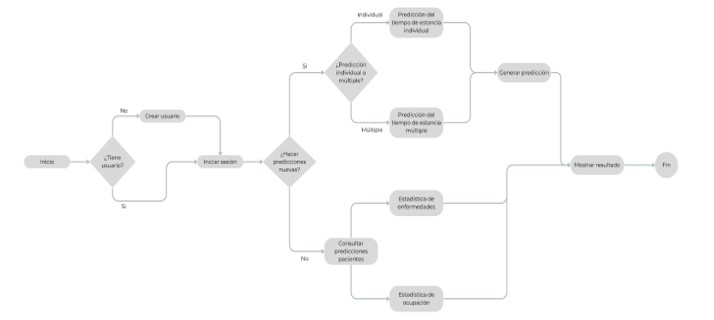 Individual
Predicción del
tiempo de estancia
individual
Si
¿Predicción
individual o
múltiple?
Generar predicción
No
Crear usuario
Múltiple
Predicción del
tiempo de estancia
múltiple
Inicio
¿Tiene
usuario?
Iniciar sesión
¿Hacer
predicciones
nuevas?
Mostrar resultado
Fin
Si
Estadística de
enfermedades
No
Consultar
predicciones
pacientes
Estadística de
ocupación